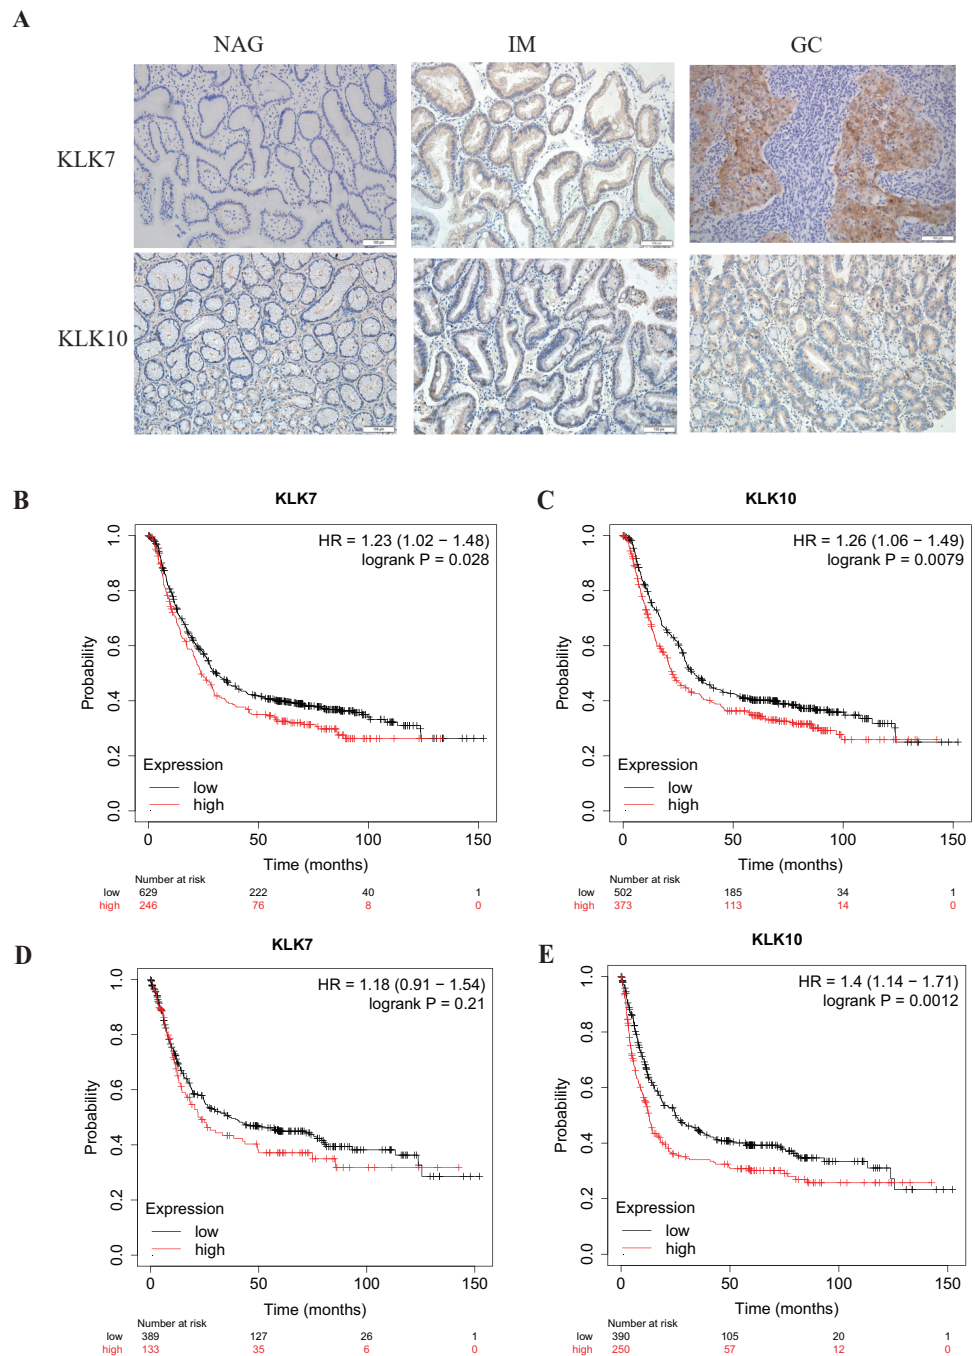 A
NAG IM GC
KLK7
KLK10
B
KLK7
HR = 1.23 (1.02 − 1.48)
logrank P = 0.028
Probability
1.0
0.8
0.6
0.4
0.2
0.0
Expression
low
high
0 50 100 150
Time (months)
Number at risk
low 629 222 40 1
high 246 76 8 0
C
KLK10
HR = 1.26 (1.06 − 1.49)
logrank P = 0.0079
Probability
1.0
0.8
0.6
0.4
0.2
0.0
Expression
low
high
0 50 100 150
Time (months)
Number at risk
low 502 185 34 1
high 373 113 14 0
D
KLK7
HR = 1.18 (0.91 − 1.54)
logrank P = 0.21
Probability
1.0
0.8
0.6
0.4
0.2
0.0
Expression
low
high
0 50 100 150
Time (months)
Number at risk
low 389 127 26 1
high 133 35 6 0
E
KLK10
HR = 1.4 (1.14 − 1.71)
logrank P = 0.0012
Probability
1.0
0.8
0.6
0.4
0.2
0.0
Expression
low
high
0 50 100 150
Time (months)
Number at risk
low 390 105 20 1
high 250 57 12 0